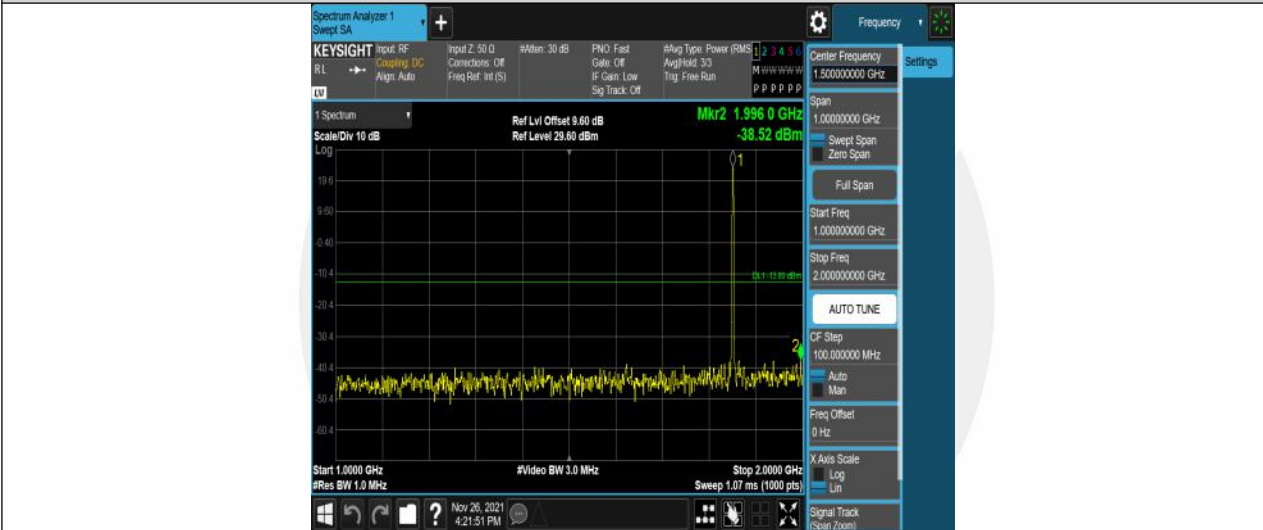 Spectrum Analyzer 1
Swept SA
+
Frequency
KEYSIGHT
RL
LV
Input: RF
Coupling: DC
Align: Auto
Input Z: 50 Ω
Corrections: Off
Freq Ref: Int (S)
#Atten: 30 dB
PNO: Fast
Gate: Off
IF Gain: Low
Sig Track: Off
#Avg Type: Power (RMS
Avg|Hold: 3/3
Trig: Free Run
1 2 3 4 5 6
M W W W W W
P P P P P P
1 Spectrum
Scale/Div 10 dB
Log
Ref Lvl Offset 9.60 dB
Ref Level 29.60 dBm
Mkr2 1.996 0 GHz
-38.52 dBm
19.6
9.60
-0.40
-10.4
-20.4
-30.4
-40.4
-50.4
-60.4
1
DL1 -13.00 dBm
2
Start 1.0000 GHz
#Res BW 1.0 MHz
#Video BW 3.0 MHz
Stop 2.0000 GHz
Sweep 1.07 ms (1000 pts)
?
Nov 26, 2021
4:21:51 PM
Center Frequency
1.500000000 GHz
Settings
Span
1.00000000 GHz
Swept Span
Zero Span
Full Span
Start Freq
1.000000000 GHz
Stop Freq
2.000000000 GHz
AUTO TUNE
CF Step
100.000000 MHz
Auto
Man
Freq Offset
0 Hz
X Axis Scale
Log
Lin
Signal Track
(Span Zoom)